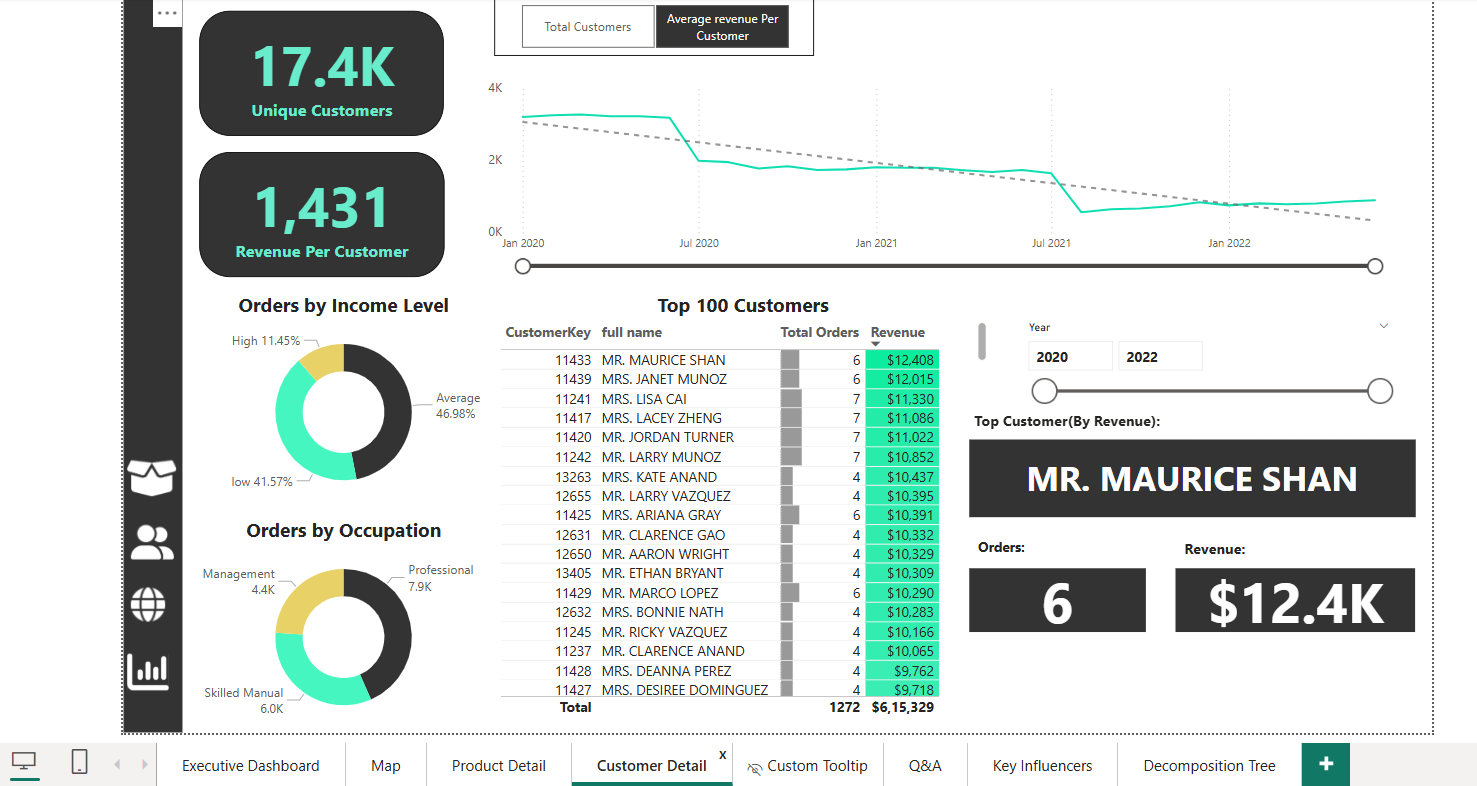 ...
17.4K
Unique Customers
1,431
Revenue Per Customer
Total Customers
Average revenue Per
Customer
4K
2K
0K
Jan 2020 Jul 2020 Jan 2021 Jul 2021 Jan 2022
Orders by Income Level
High 11.45%
Average
46.98%
low 41.57%
Orders by Occupation
Management
4.4K
Professional
7.9K
Skilled Manual
6.0K
Top 100 Customers
CustomerKey full name Total Orders Revenue
11433 MR. MAURICE SHAN 6 $12,408
11439 MRS. JANET MUNOZ 6 $12,015
11241 MRS. LISA CAI 7 $11,330
11417 MRS. LACEY ZHENG 7 $11,086
11420 MR. JORDAN TURNER 7 $11,022
11242 MR. LARRY MUNOZ 7 $10,852
13263 MRS. KATE ANAND 4 $10,437
12655 MR. LARRY VAZQUEZ 4 $10,395
11425 MRS. ARIANA GRAY 6 $10,391
12631 MR. CLARENCE GAO 4 $10,332
12650 MR. AARON WRIGHT 4 $10,329
13405 MR. ETHAN BRYANT 4 $10,309
11429 MR. MARCO LOPEZ 6 $10,290
12632 MRS. BONNIE NATH 4 $10,283
11245 MR. RICKY VAZQUEZ 4 $10,166
11237 MR. CLARENCE ANAND 4 $10,065
11428 MRS. DEANNA PEREZ 4 $9,762
11427 MRS. DESIREE DOMINGUEZ 4 $9,718
Total 1272 $6,15,329
Year
2020 2022
Top Customer(By Revenue):
MR. MAURICE SHAN
Orders:
6
Revenue:
$12.4K
Executive Dashboard Map Product Detail Customer Detail X Custom Tooltip Q&A Key Influencers Decomposition Tree +